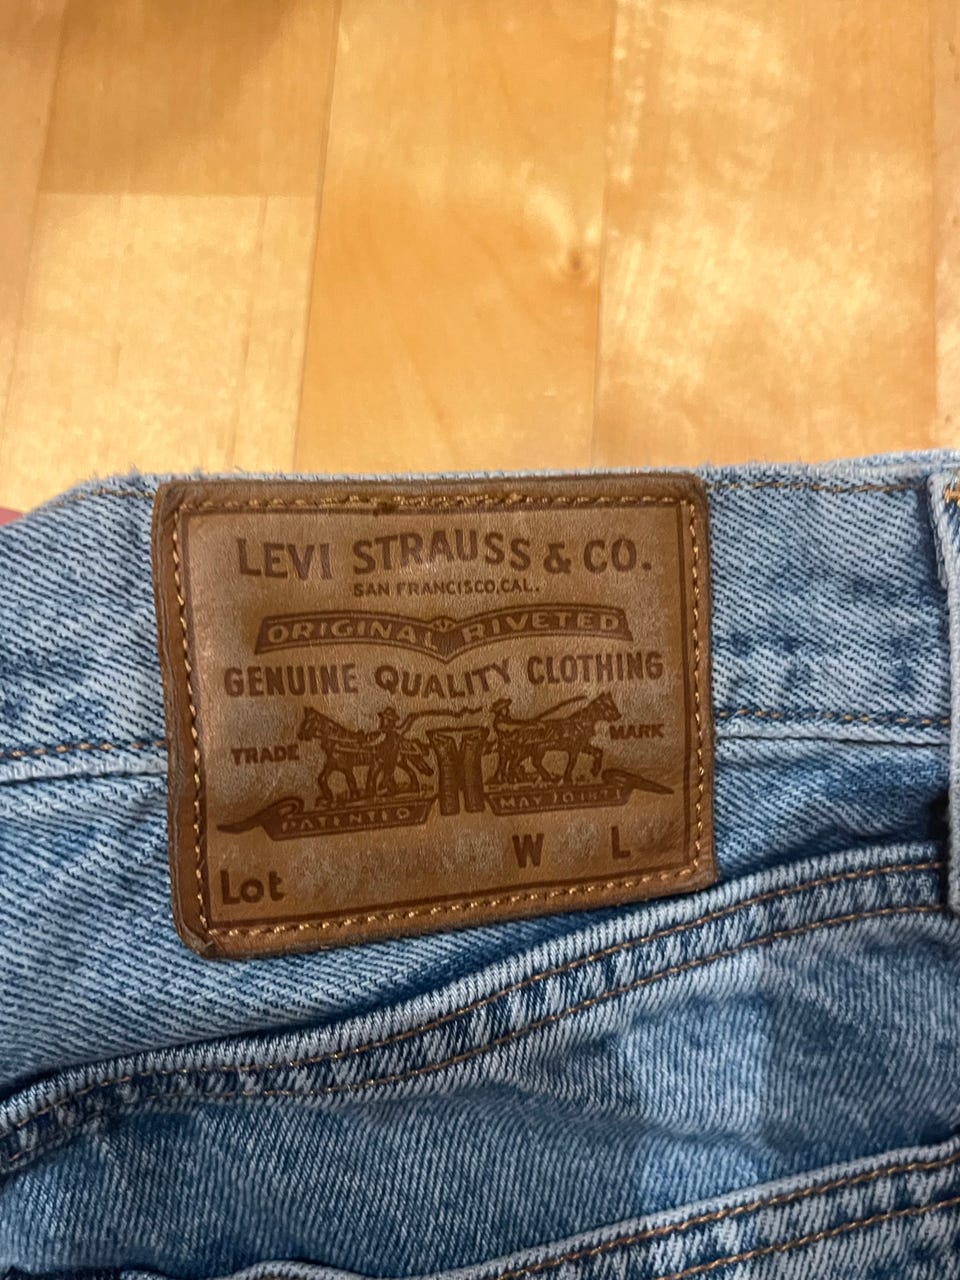 LEVI STRAUSS & CO.
SAN FRANCISCO, CAL.
ORIGINAL RIVETED
GENUINE QUALITY CLOTHING
TRADE MARK
PATENTED MAY 20 1873
W L
Lot